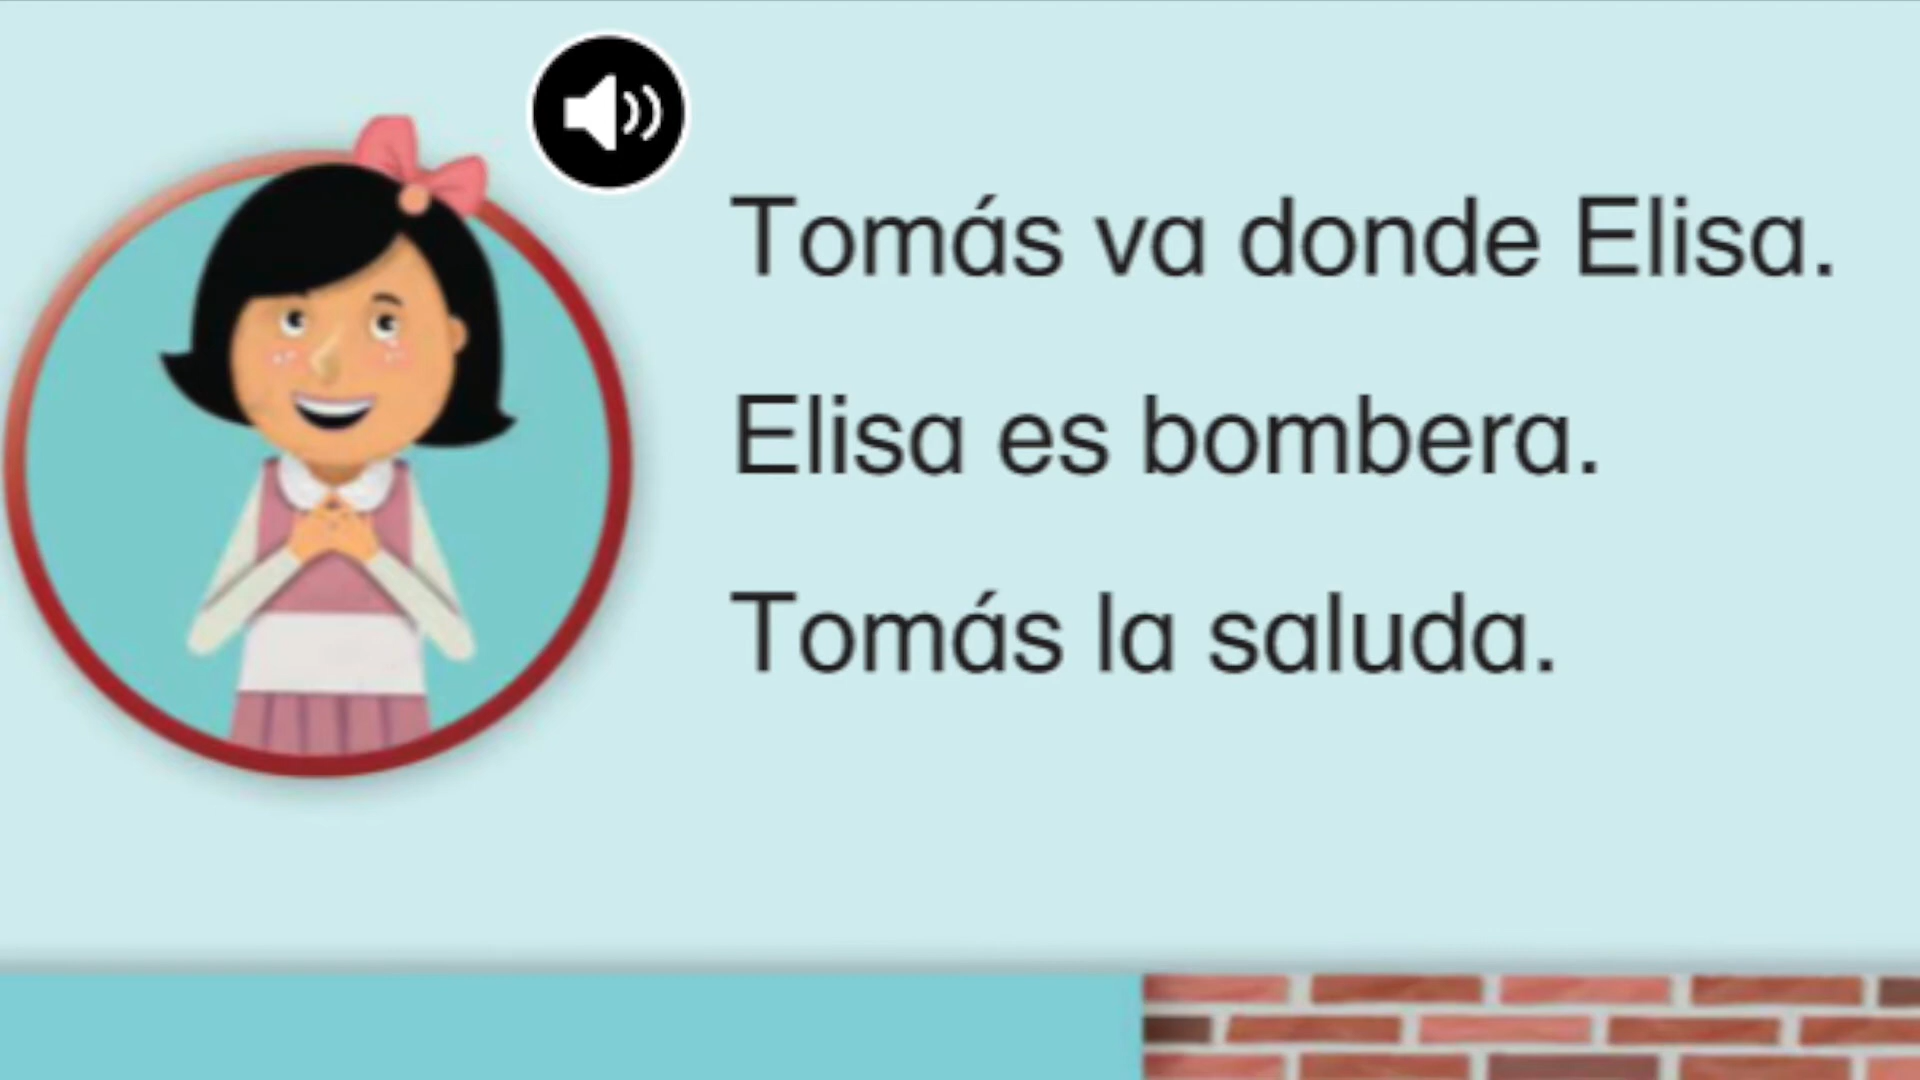 Tomás va donde Elisa.
Elisa es bombera.
Tomás la saluda.